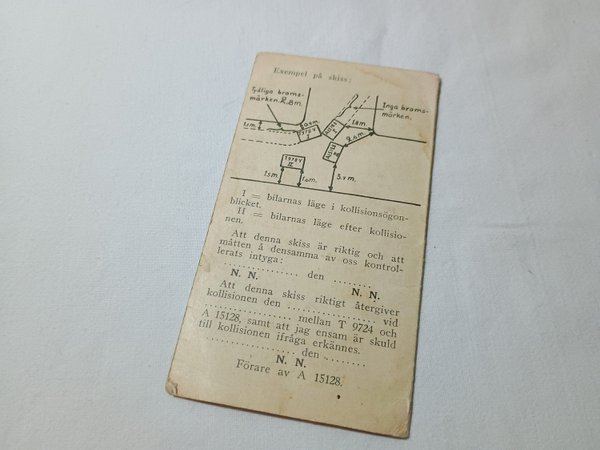 Exempel på skiss:
Tydliga broms-
märken. 2.8m.
Inga broms-
märken.
I = bilarnas läge i kollisionsögon-
blicket.
II = bilarnas läge efter kollisio-
nen.
Att denna skiss är riktig och att
måtten å densamma av oss kontrol-
lerats intyga:
................ den ........
N. N.
N. N.
Att denna skiss riktigt återgiver
kollisionen den .................... vid
.................... mellan T 9724 och
A 15128, samt att jag ensam är skuld
till kollisionen ifråga erkännes.
.................... den ........
N. N.
Förare av A 15128.